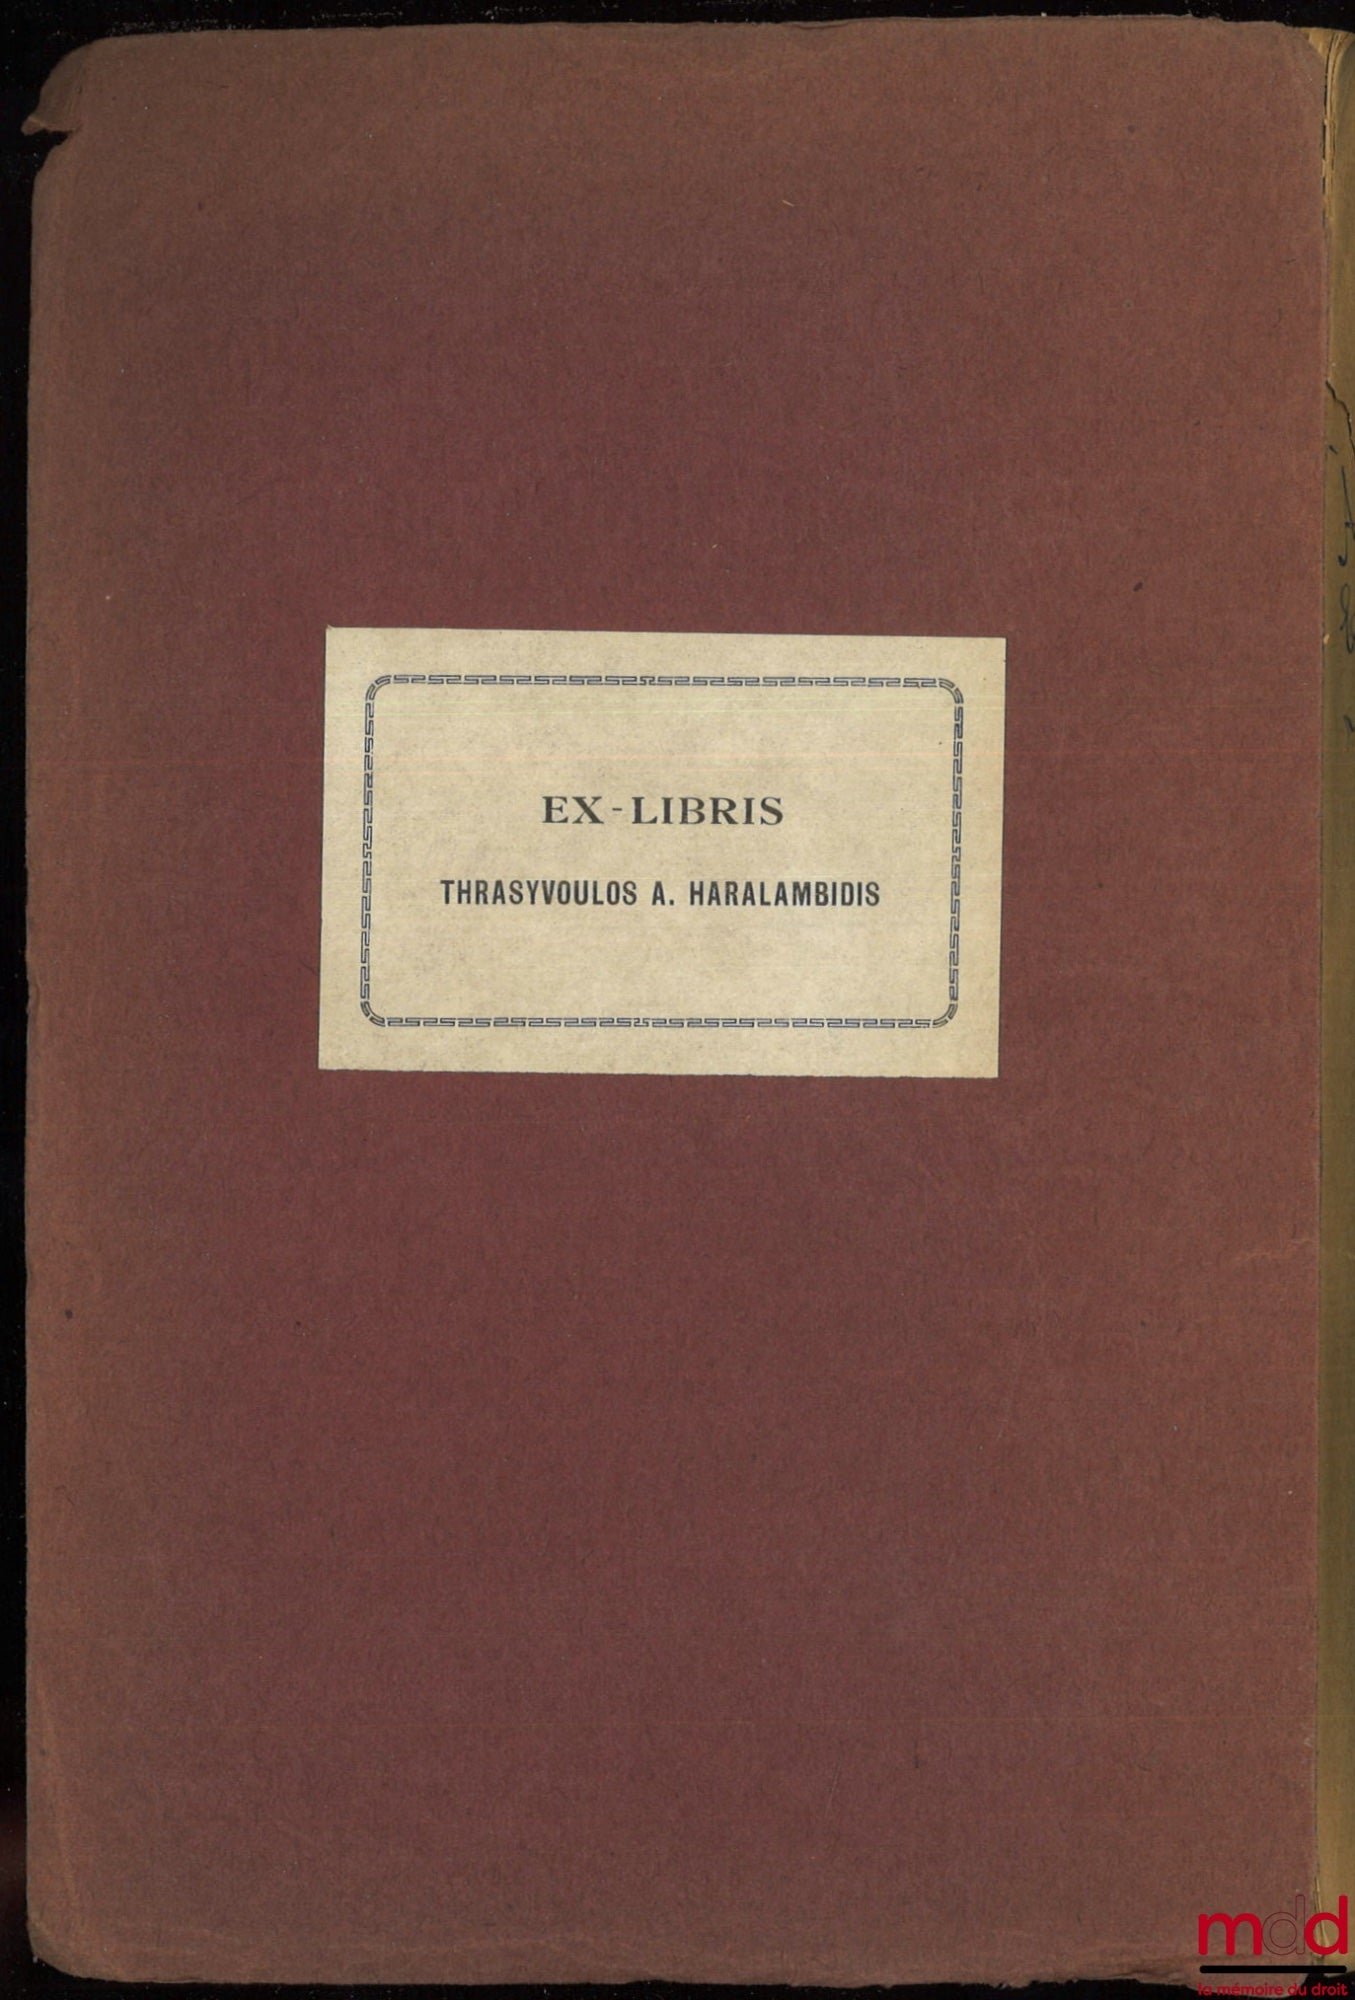 EX-LIBRIS
THRASYVOULOS A. HARALAMBIDIS
mdd
la mémoire du droit